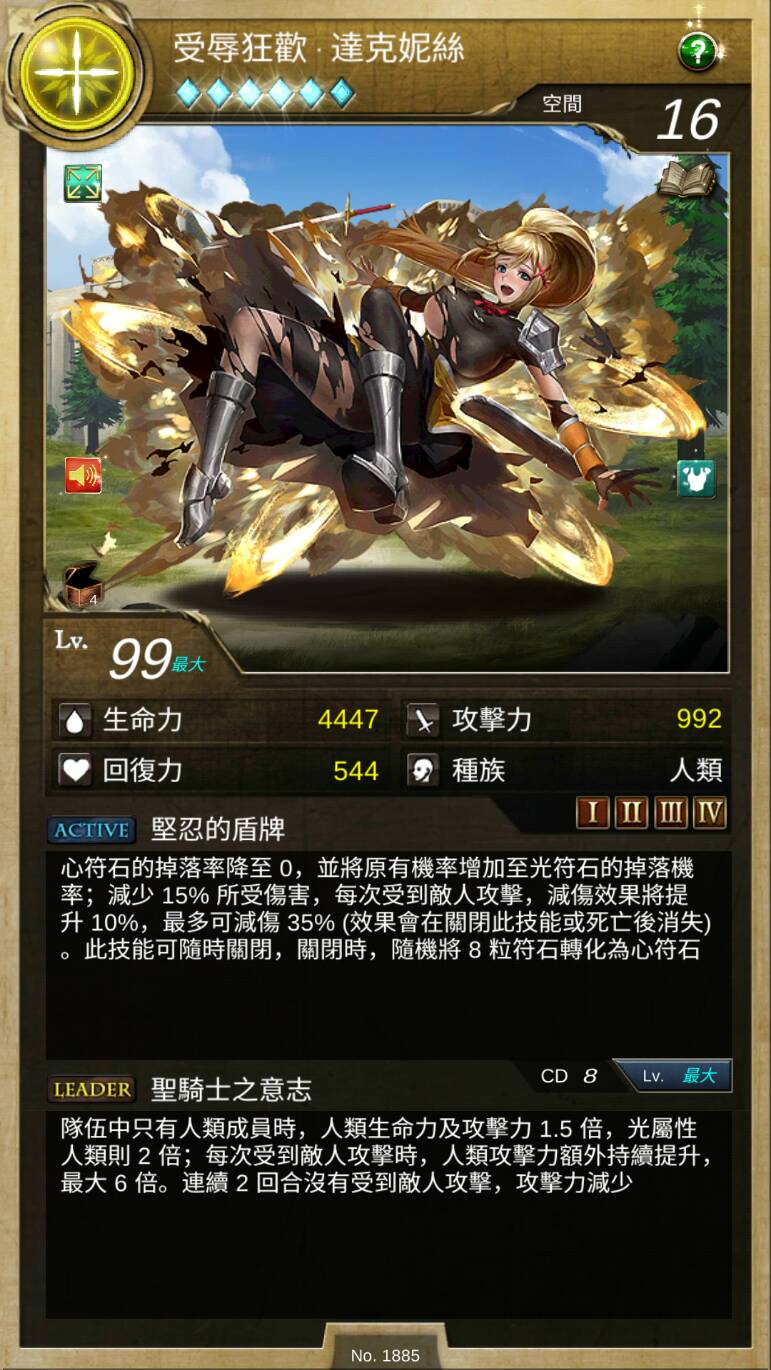 受辱狂歡 · 達克妮絲
空間
16
4
Lv. 99最大
生命力 4447 攻擊力 992
回復力 544 種族 人類
I II III IV
ACTIVE 堅忍的盾牌
心符石的掉落率降至 0，並將原有機率增加至光符石的掉落機
率；減少 15% 所受傷害，每次受到敵人攻擊，減傷效果將提
升 10%，最多可減傷 35% (效果會在關閉此技能或死亡後消失)
。此技能可隨時關閉，關閉時，隨機將 8 粒符石轉化為心符石
CD 8 Lv. 最大
LEADER 聖騎士之意志
隊伍中只有人類成員時，人類生命力及攻擊力 1.5 倍，光屬性
人類則 2 倍；每次受到敵人攻擊時，人類攻擊力額外持續提升，
最大 6 倍。連續 2 回合沒有受到敵人攻擊，攻擊力減少
No. 1885